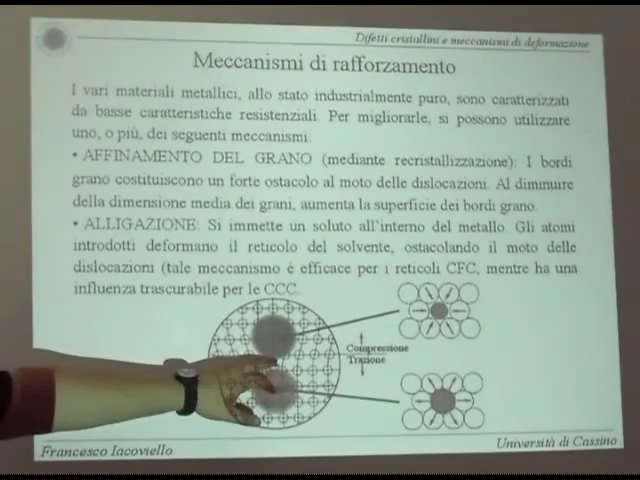 Difetti cristallini e meccanismi di deformazione
Meccanismi di rafforzamento
I vari materiali metallici, allo stato industrialmente puro, sono caratterizzati
da basse caratteristiche resistenziali. Per migliorarle, si possono utilizzare
uno, o più, dei seguenti meccanismi:
• AFFINAMENTO DEL GRANO (mediante recristallizzazione): I bordi
grano costituiscono un forte ostacolo al moto delle dislocazioni. Al diminuire
della dimensione media dei grani, aumenta la superficie dei bordi grano.
• ALLIGAZIONE: Si immette un soluto all'interno del metallo. Gli atomi
introdotti deformano il reticolo del solvente, ostacolando il moto delle
dislocazioni (tale meccanismo è efficace per i reticoli CFC, mentre ha una
influenza trascurabile per le CCC.
Compressione
Trazione
Francesco Iacoviello
Università di Cassino